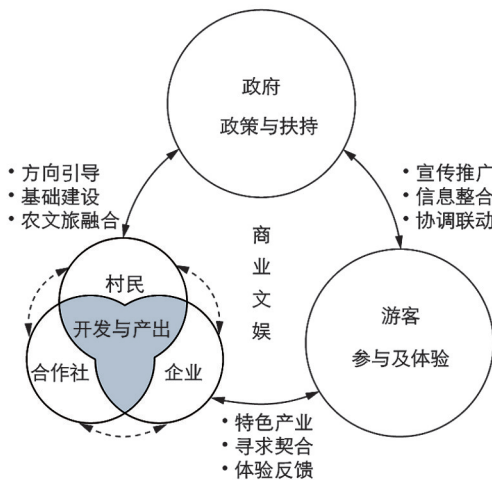 政府
政策与扶持
• 方向引导
• 基础建设
• 农文旅融合
• 宣传推广
• 信息整合
• 协调联动
商
业
文
娱
村民
开发与产出
合作社
企业
游客
参与及体验
• 特色产业
• 寻求契合
• 体验反馈